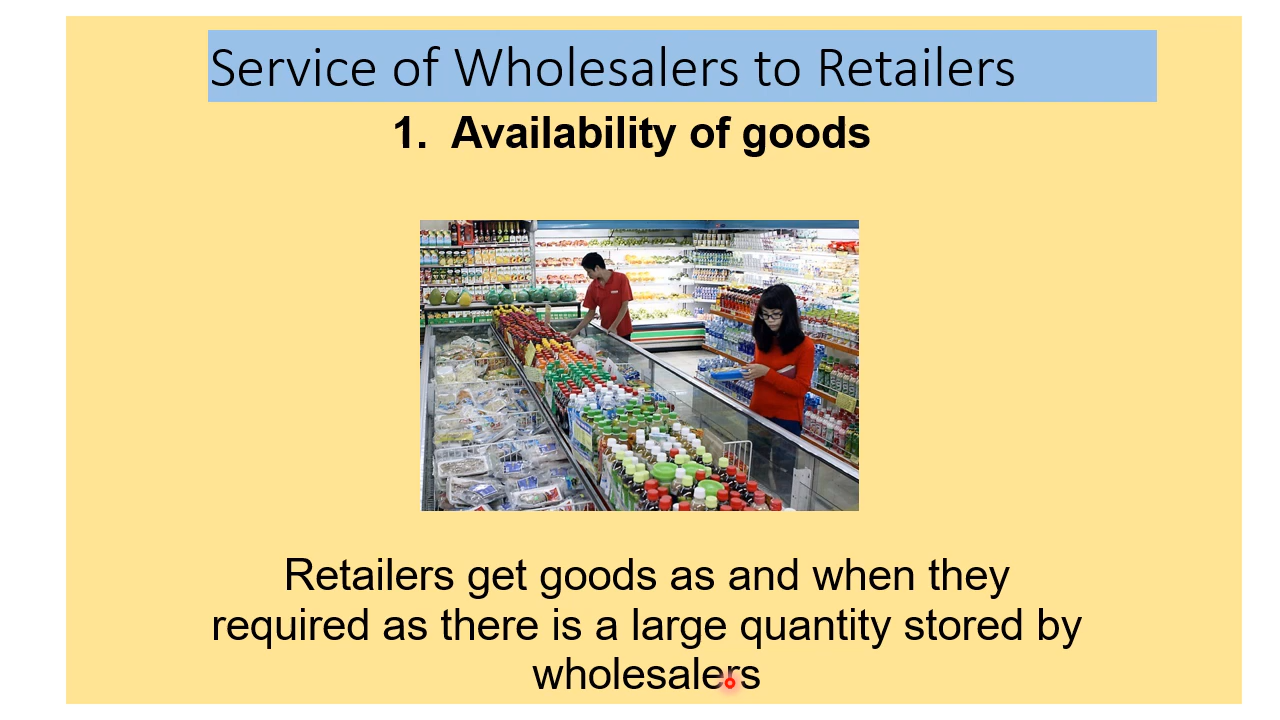 Service of Wholesalers to Retailers
1. Availability of goods
Retailers get goods as and when they
required as there is a large quantity stored by
wholesalers